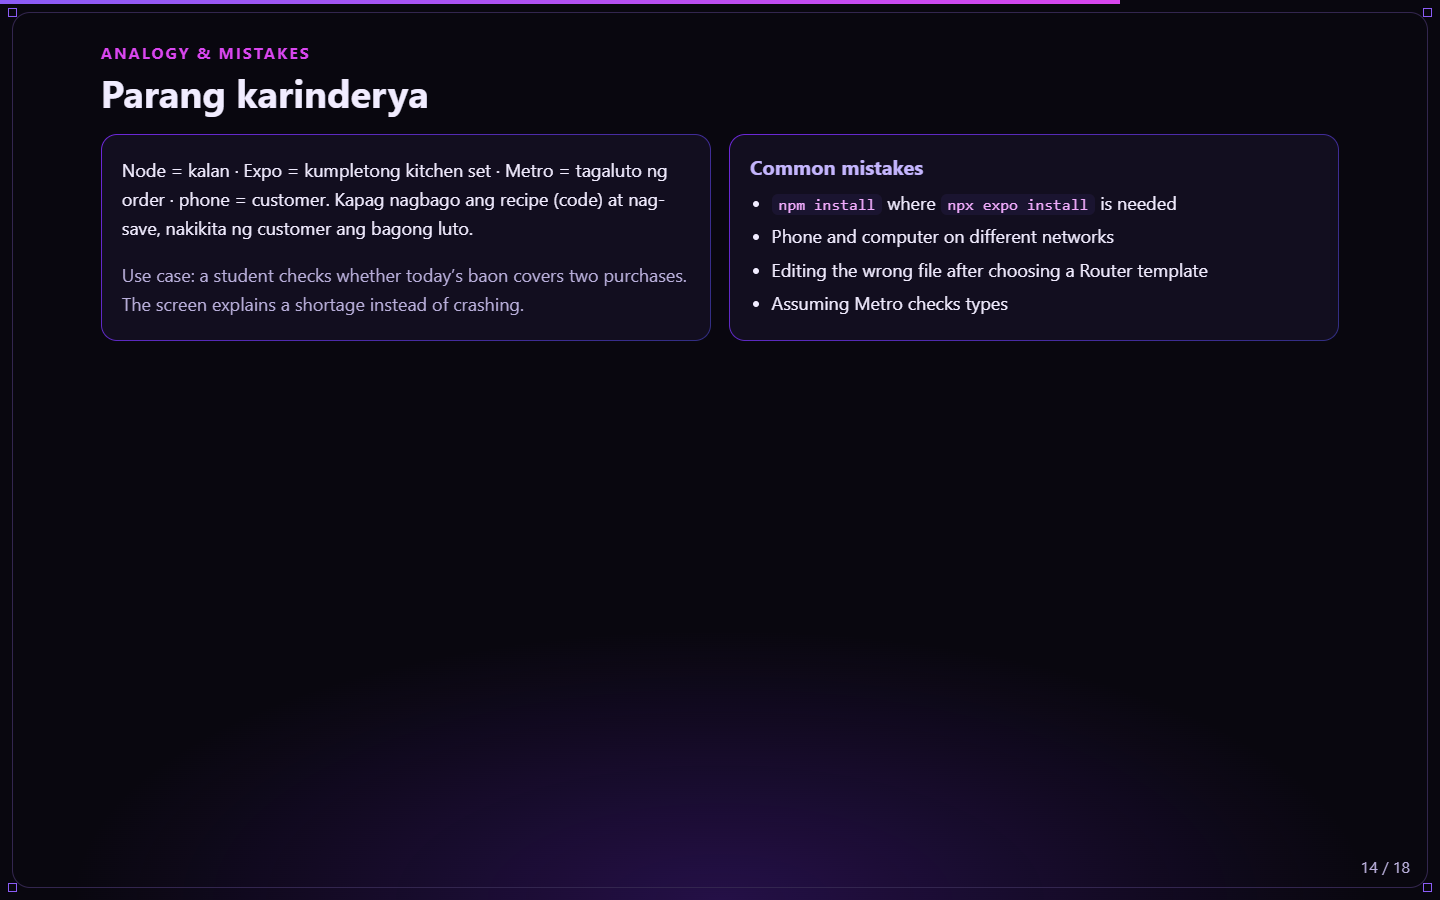 ANALOGY & MISTAKES
Parang karinderya
Node = kalan · Expo = kumpletong kitchen set · Metro = tagaluto ng
order · phone = customer. Kapag nagbago ang recipe (code) at nag-
save, nakikita ng customer ang bagong luto.
Use case: a student checks whether today's baon covers two purchases.
The screen explains a shortage instead of crashing.
Common mistakes
• npm install where npx expo install is needed
• Phone and computer on different networks
• Editing the wrong file after choosing a Router template
• Assuming Metro checks types
14 / 18